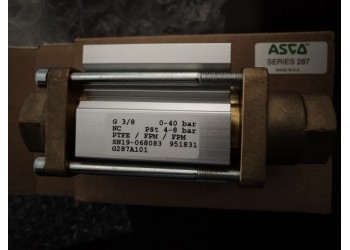 ASCO
SERIES 287
G 3/8 0-40 bar
NC PSt 4-8 bar
PTFE / FPM / FPM
SN19-068083 951831
G287A101